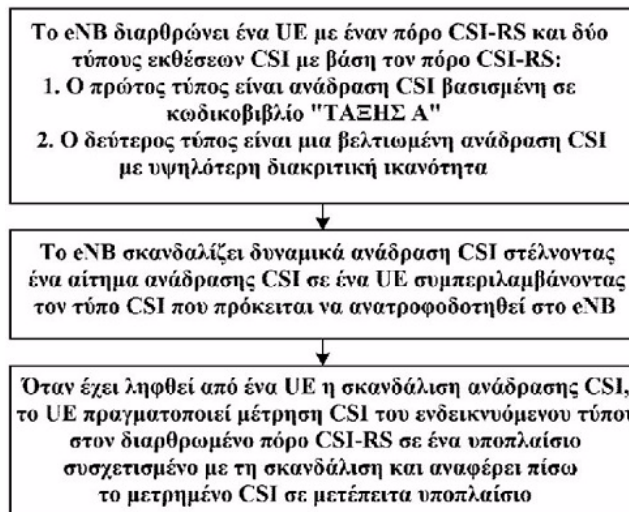 Το eNB διαρθρώνει ένα UE με έναν πόρο CSI-RS και δύο
τύπους εκθέσεων CSI με βάση τον πόρο CSI-RS:
1. Ο πρώτος τύπος είναι ανάδραση CSI βασισμένη σε
κωδικοβιβλίο "ΤΑΞΗΣ Α"
2. Ο δεύτερος τύπος είναι μια βελτιωμένη ανάδραση CSI
με υψηλότερη διακριτική ικανότητα
Το eNB σκανδαλίζει δυναμικά ανάδραση CSI στέλνοντας
ένα αίτημα ανάδρασης CSI σε ένα UE συμπεριλαμβάνοντας
τον τύπο CSI που πρόκειται να ανατροφοδοτηθεί στο eNB
Όταν έχει ληφθεί από ένα UE η σκανδάλιση ανάδρασης CSI,
το UE πραγματοποιεί μέτρηση CSI του ενδεικνυόμενου τύπου
στον διαρθρωμένο πόρο CSI-RS σε ένα υποπλαίσιο
συσχετισμένο με τη σκανδάλιση και αναφέρει πίσω
το μετρημένο CSI σε μετέπειτα υποπλαίσιο